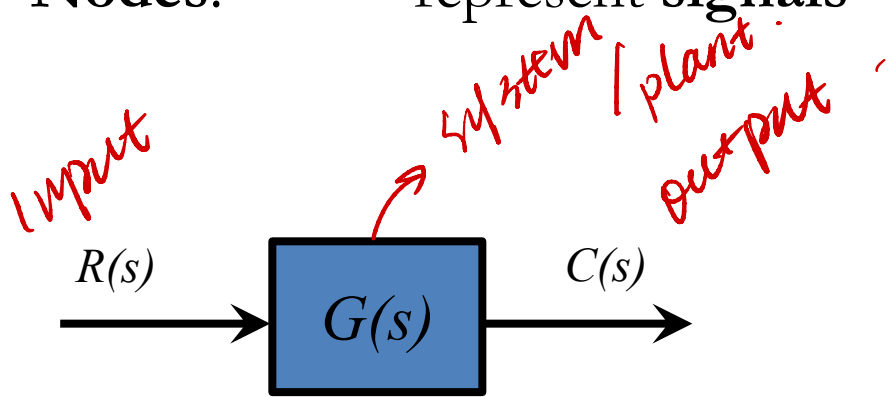 Nodes: represent signals
system / plant.
Input
output
R(s)
C(s)
G(s)